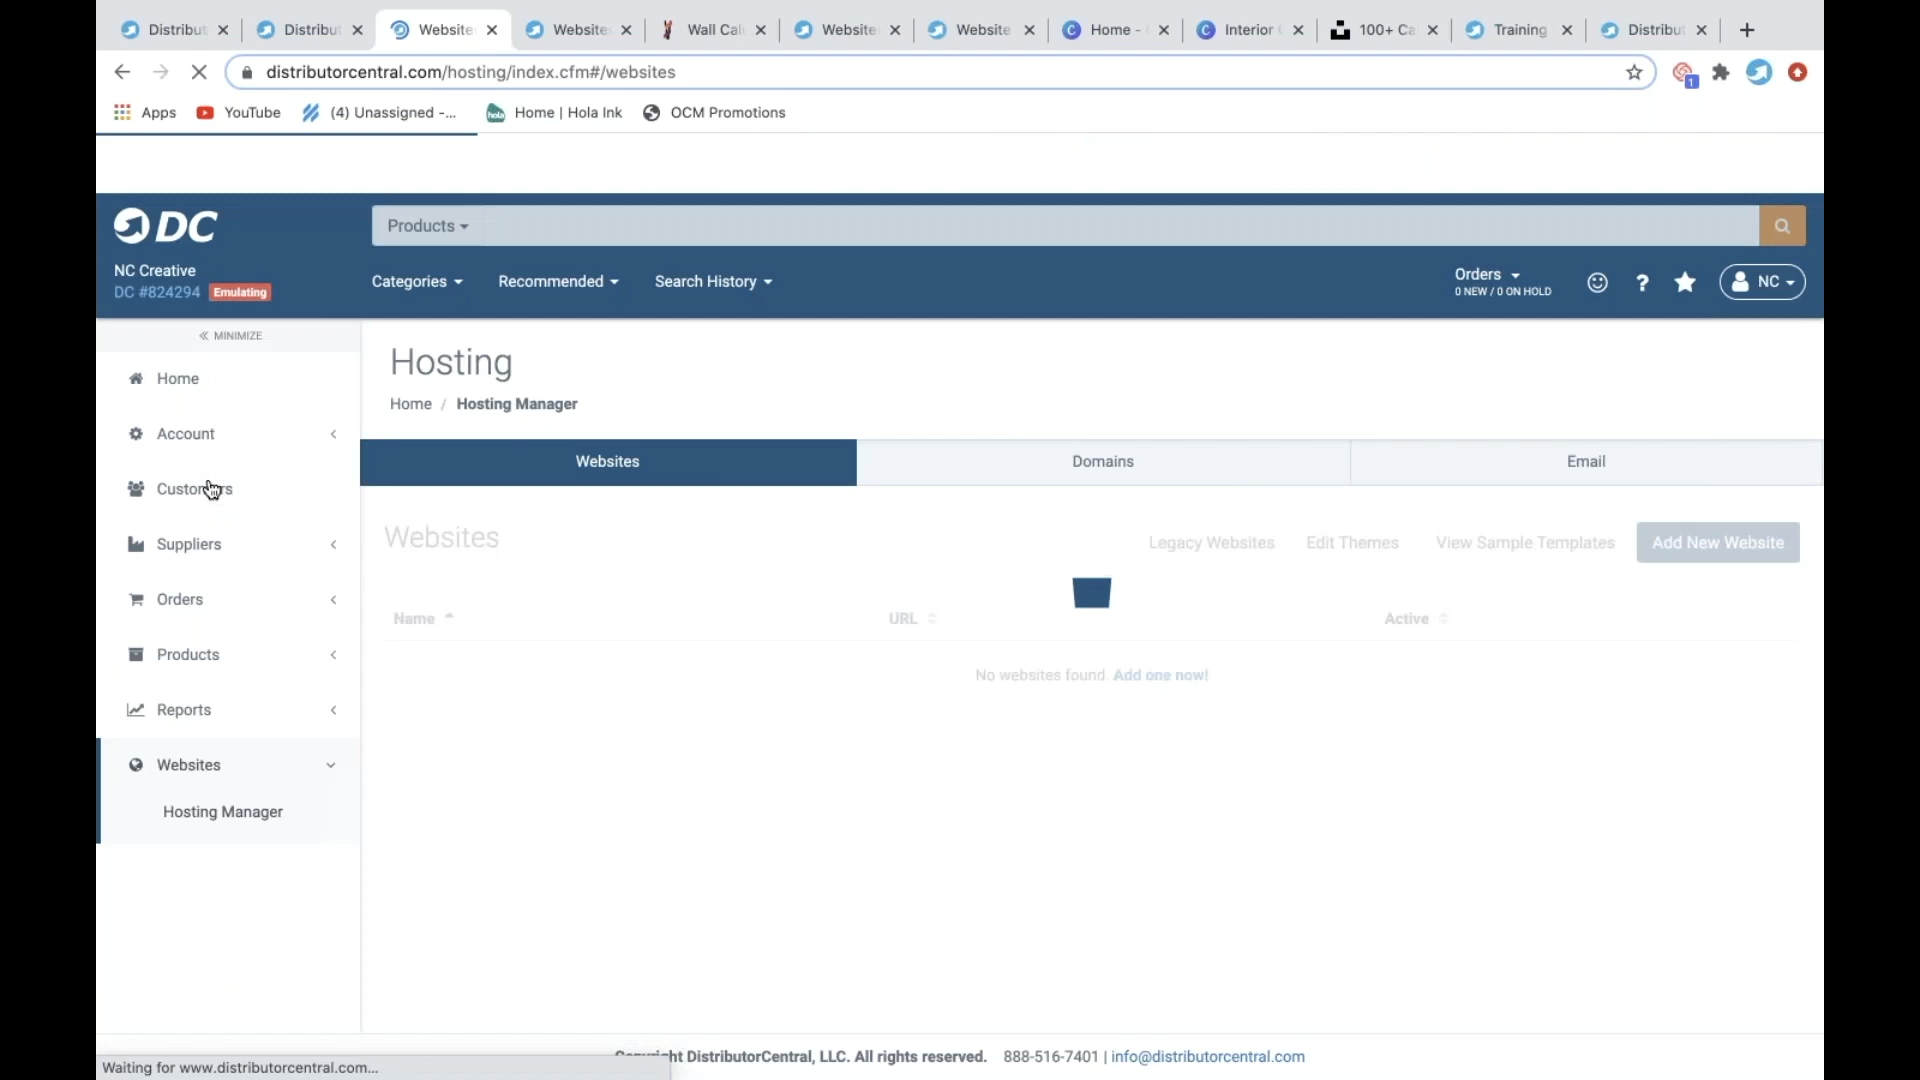 Distribut
Distribut
Website
Website
Wall Cal
Website
Website
Home -
Interior
100+ Ca
Training
Distribut
distributorcentral.com/hosting/index.cfm#/websites
1
Apps
YouTube
(4) Unassigned -...
Home | Hola Ink
OCM Promotions
DC
Products
NC Creative
DC #824294 Emulating
Categories
Recommended
Search History
Orders
0 NEW / 0 ON HOLD
?
NC
MINIMIZE
Home
Account
Customers
Suppliers
Orders
Products
Reports
Websites
Hosting Manager
Hosting
Home / Hosting Manager
Websites
Domains
Email
Websites
Legacy Websites
Edit Themes
View Sample Templates
Add New Website
Name
URL
Active
No websites found. Add one now!
Copyright DistributorCentral, LLC. All rights reserved. 888-516-7401 | info@distributorcentral.com
Waiting for www.distributorcentral.com...